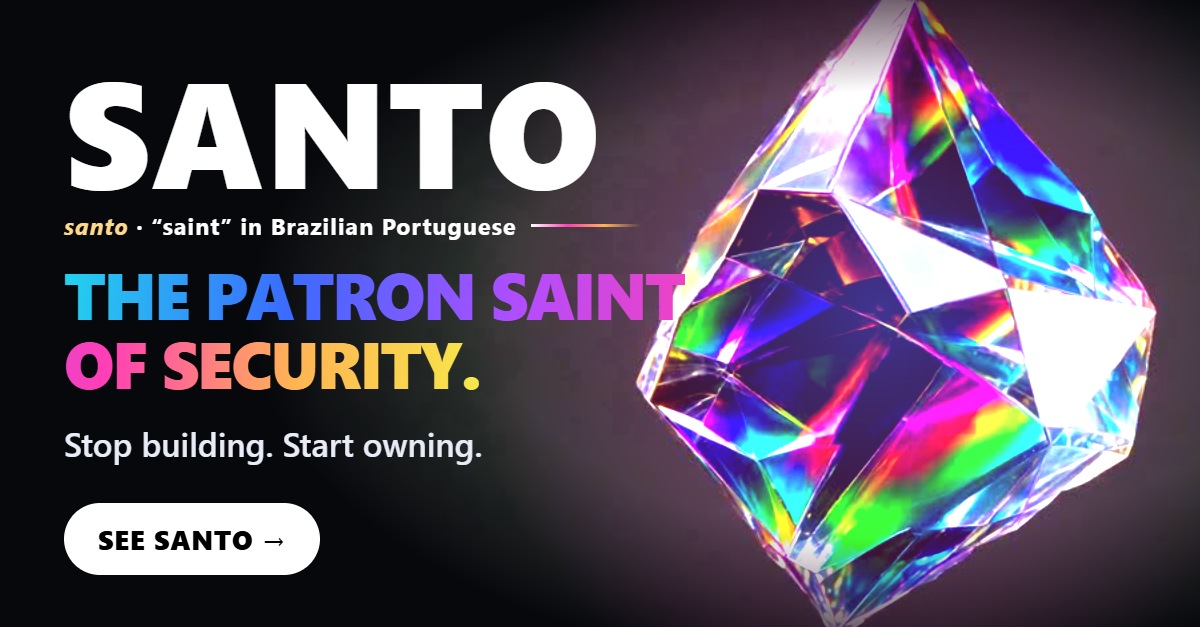 SANTO
santo · “saint” in Brazilian Portuguese
THE PATRON SAINT
OF SECURITY.
Stop building. Start owning.
SEE SANTO →